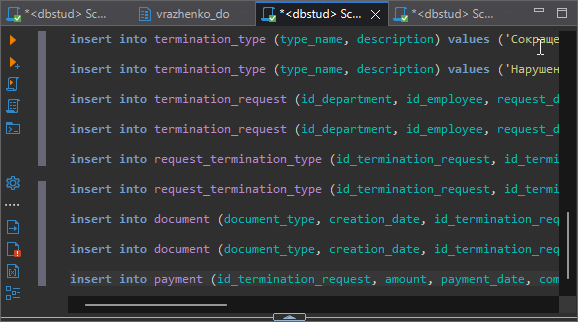 *<dbstud> Sc... vrazhenko_do *<dbstud> Sc... *<dbstud> Sc...
insert into termination_type (type_name, description) values ('Сокраще
insert into termination_type (type_name, description) values ('Нарушен
insert into termination_request (id_department, id_employee, request_d
insert into termination_request (id_department, id_employee, request_d
insert into request_termination_type (id_termination_request, id_termi
insert into request_termination_type (id_termination_request, id_termi
insert into document (document_type, creation_date, id_termination_req
insert into document (document_type, creation_date, id_termination_req
insert into payment (id_termination_request, amount, payment_date, com